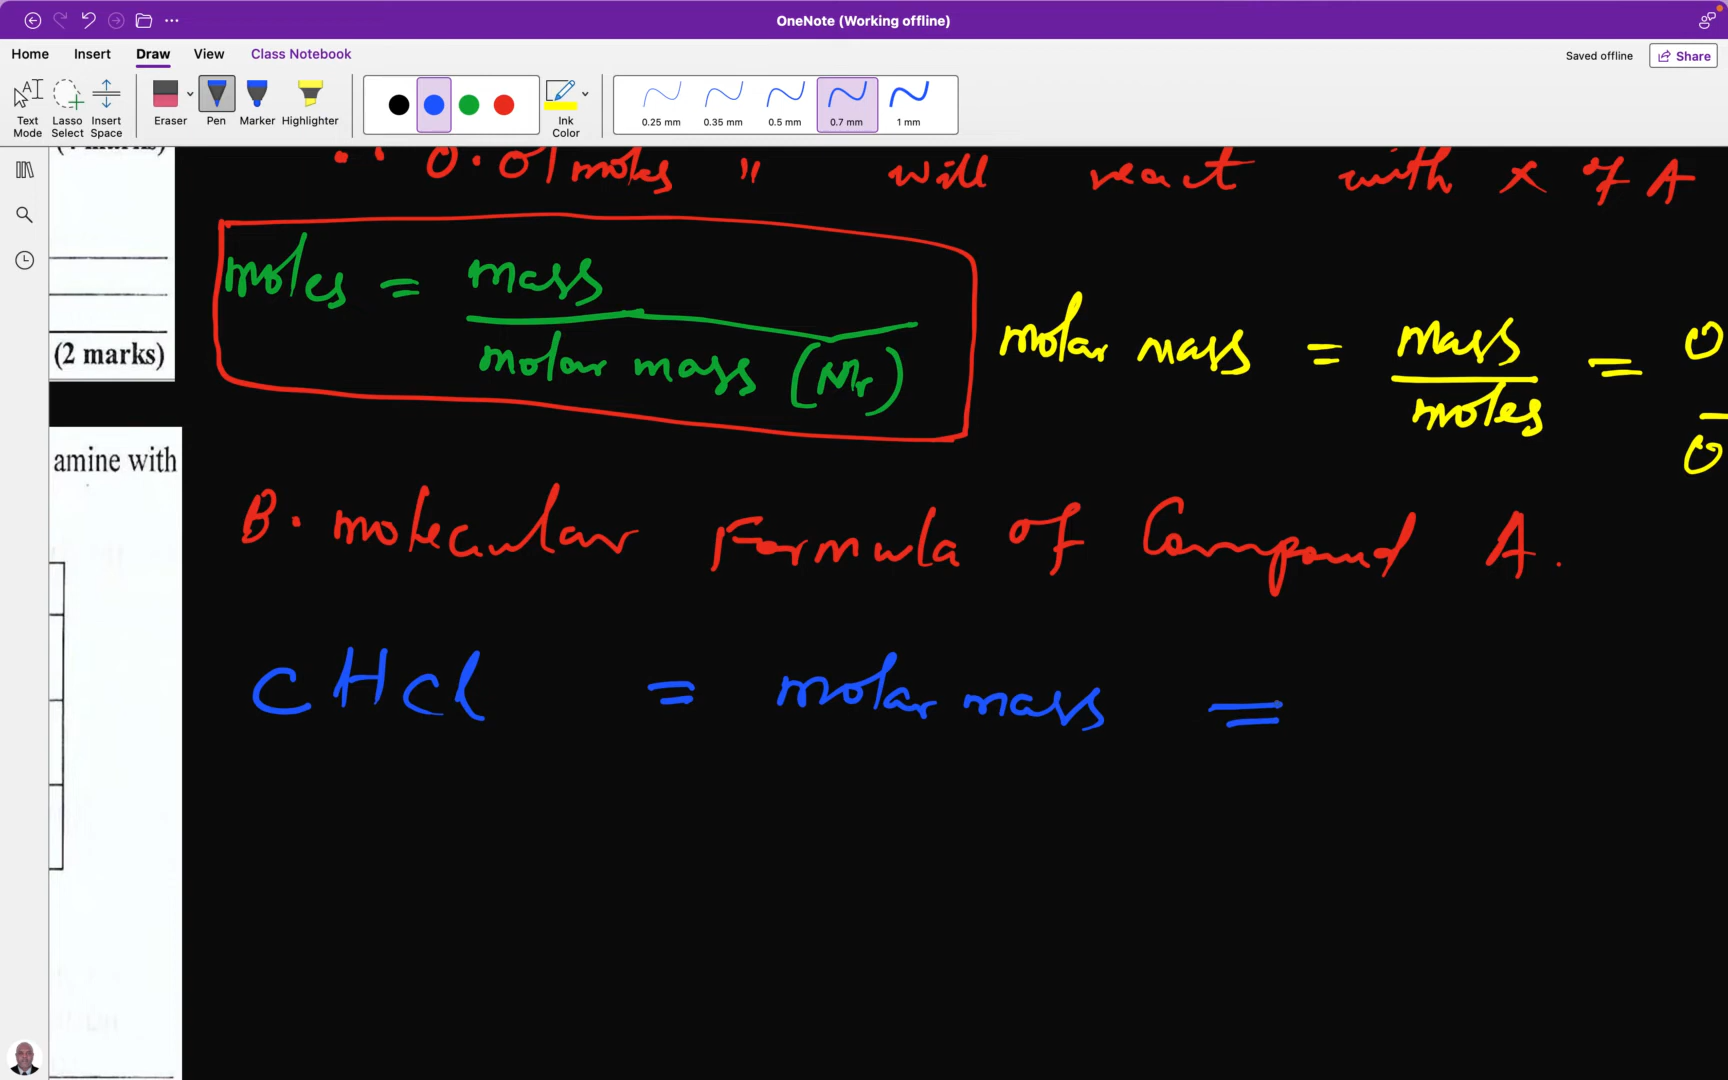 OneNote (Working offline)
Home Insert Draw View Class Notebook
Saved offline Share
Text Mode Lasso Select Insert Space Eraser Pen Marker Highlighter Ink Color 0.25 mm 0.35 mm 0.5 mm 0.7 mm 1 mm
∴ 0.01 moles " will react with x of A
moles = mass
molar mass (Mr)
molar mass = mass = 0
moles 0
(2 marks)
amine with
B. molecular Formula of Compound A.
CHCl = molar mass =